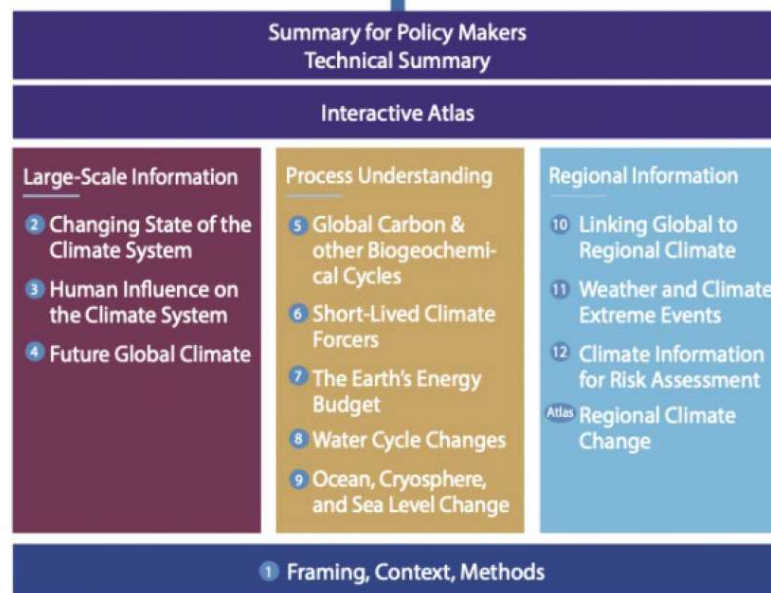 Summary for Policy Makers
Technical Summary
Interactive Atlas
Large-Scale Information
2 Changing State of the
Climate System
3 Human Influence on
the Climate System
4 Future Global Climate
Process Understanding
5 Global Carbon &
other Biogeochemi-
cal Cycles
6 Short-Lived Climate
Forcers
7 The Earth's Energy
Budget
8 Water Cycle Changes
9 Ocean, Cryosphere,
and Sea Level Change
Regional Information
10 Linking Global to
Regional Climate
11 Weather and Climate
Extreme Events
12 Climate Information
for Risk Assessment
Atlas Regional Climate
Change
1 Framing, Context, Methods